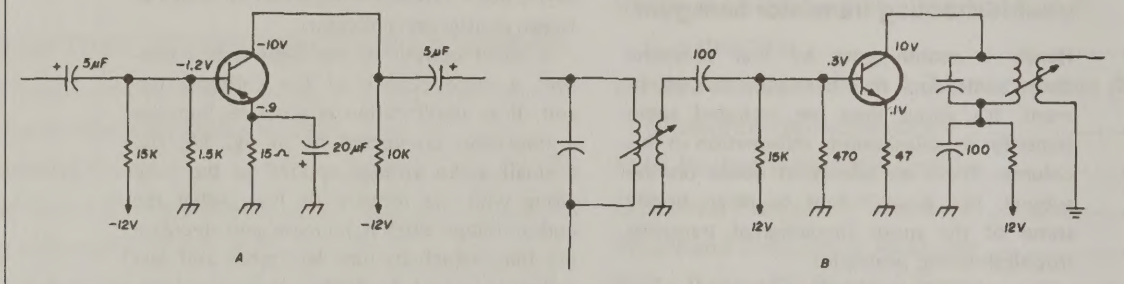 -10V
10V
5µF
5µF
100
-1.2V
.3V
-.9
.1V
15K
1.5K
15Ω
20µF
10K
15K
470
47
100
-12V
-12V
12V
12V
A
B